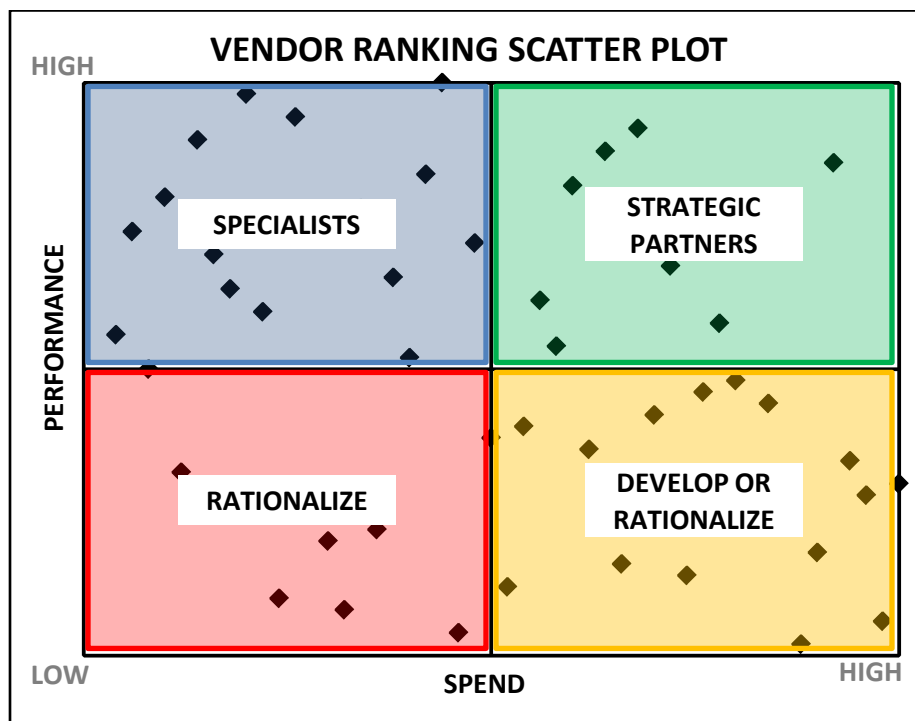 VENDOR RANKING SCATTER PLOT
HIGH
SPECIALISTS
STRATEGIC
PARTNERS
PERFORMANCE
RATIONALIZE
DEVELOP OR
RATIONALIZE
LOW
SPEND
HIGH